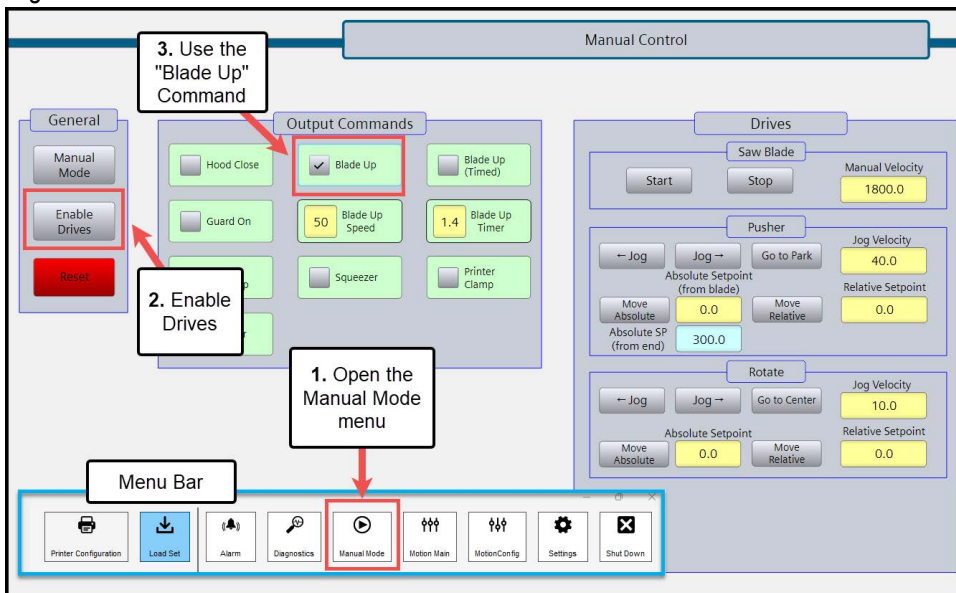 Manual Control
3. Use the
"Blade Up"
Command
General
Manual
Mode
Enable
Drives
Reset
2. Enable
Drives
Output Commands
Hood Close
Blade Up
Blade Up
(Timed)
Guard On
50
Blade Up
Speed
1.4
Blade Up
Timer
Squeezer
Printer
Clamp
1. Open the
Manual Mode
menu
Drives
Saw Blade
Start
Stop
Manual Velocity
1800.0
Pusher
←Jog
Jog→
Go to Park
Jog Velocity
40.0
Absolute Setpoint
(from blade)
Move
Absolute
0.0
Move
Relative
Relative Setpoint
0.0
Absolute SP
(from end)
300.0
Rotate
←Jog
Jog→
Go to Center
Jog Velocity
10.0
Absolute Setpoint
Move
Absolute
0.0
Move
Relative
Relative Setpoint
0.0
Menu Bar
Printer Configuration
Load Set
Alarm
Diagnostics
Manual Mode
Motion Main
MotionConfig
Settings
Shut Down